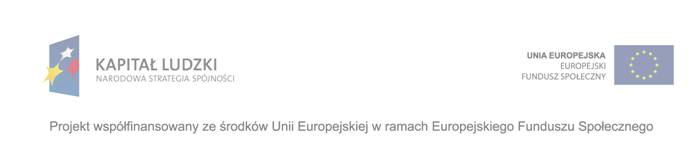 KAPITAŁ LUDZKI
NARODOWA STRATEGIA SPÓJNOŚCI
UNIA EUROPEJSKA
EUROPEJSKI
FUNDUSZ SPOŁECZNY
Projekt współfinansowany ze środków Unii Europejskiej w ramach Europejskiego Funduszu Społecznego